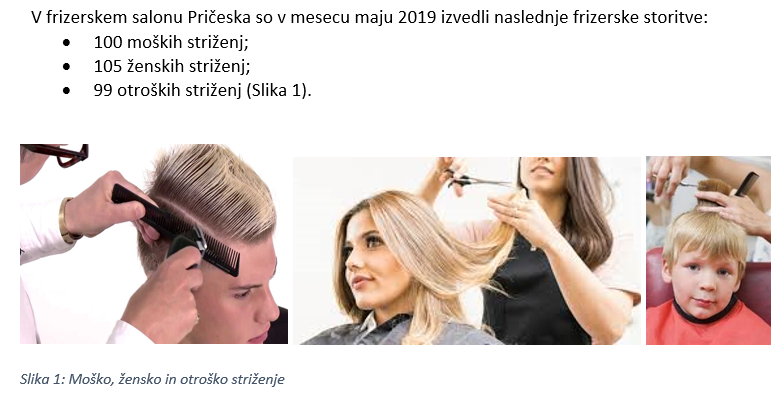 V frizerskem salonu Pričeska so v mesecu maju 2019 izvedli naslednje frizerske storitve:
• 100 moških striženj;
• 105 ženskih striženj;
• 99 otroških striženj (Slika 1).
Slika 1: Moško, žensko in otroško striženje